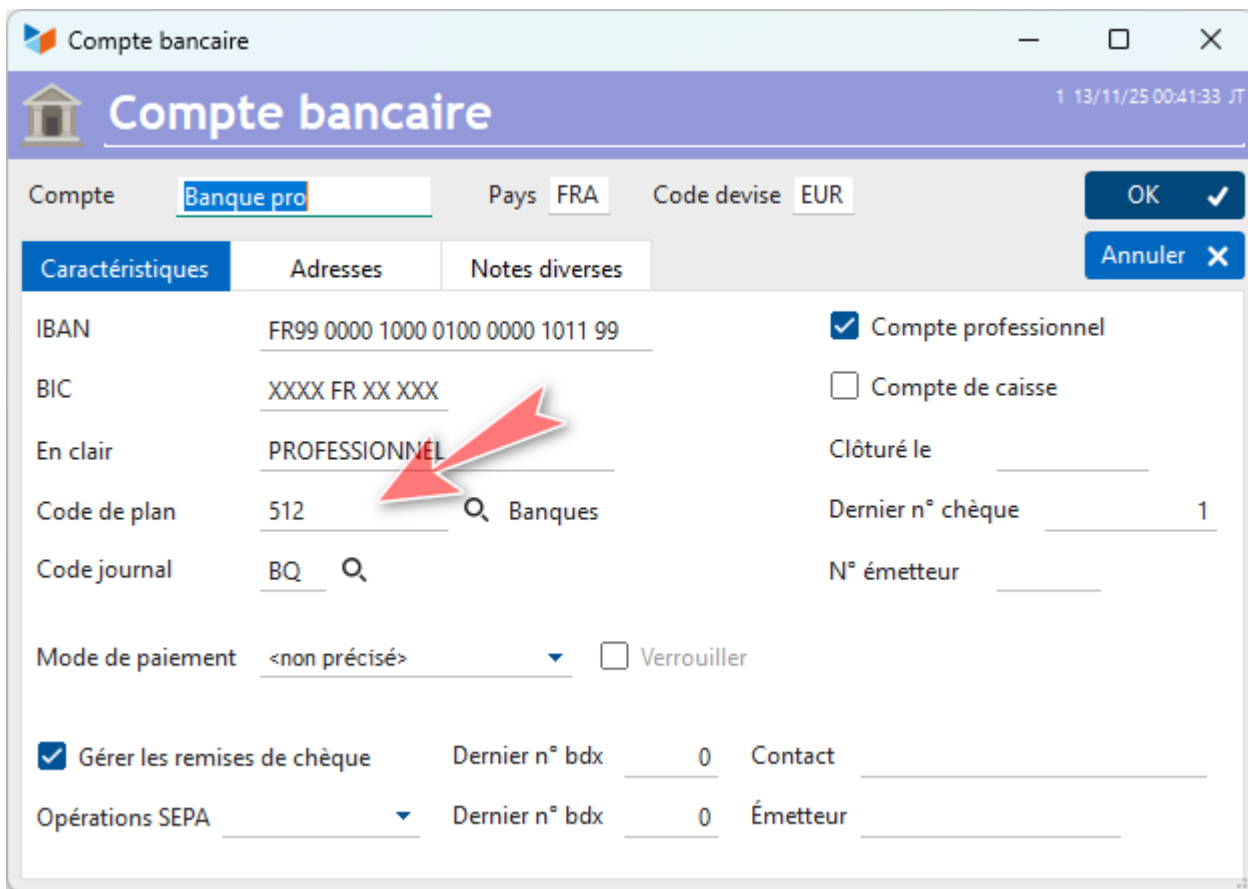 Compte bancaire
Compte bancaire
1 13/11/25 00:41:33 JT
Compte Banque pro Pays FRA Code devise EUR OK
Annuler
Caractéristiques Adresses Notes diverses
IBAN FR99 0000 1000 0100 0000 1011 99 Compte professionnel
BIC XXXX FR XX XXX Compte de caisse
En clair PROFESSIONNEL Clôturé le
Code de plan 512 Banques Dernier n° chèque 1
Code journal BQ N° émetteur
Mode de paiement <non précisé> Verrouiller
Gérer les remises de chèque Dernier n° bdx 0 Contact
Opérations SEPA Dernier n° bdx 0 Émetteur